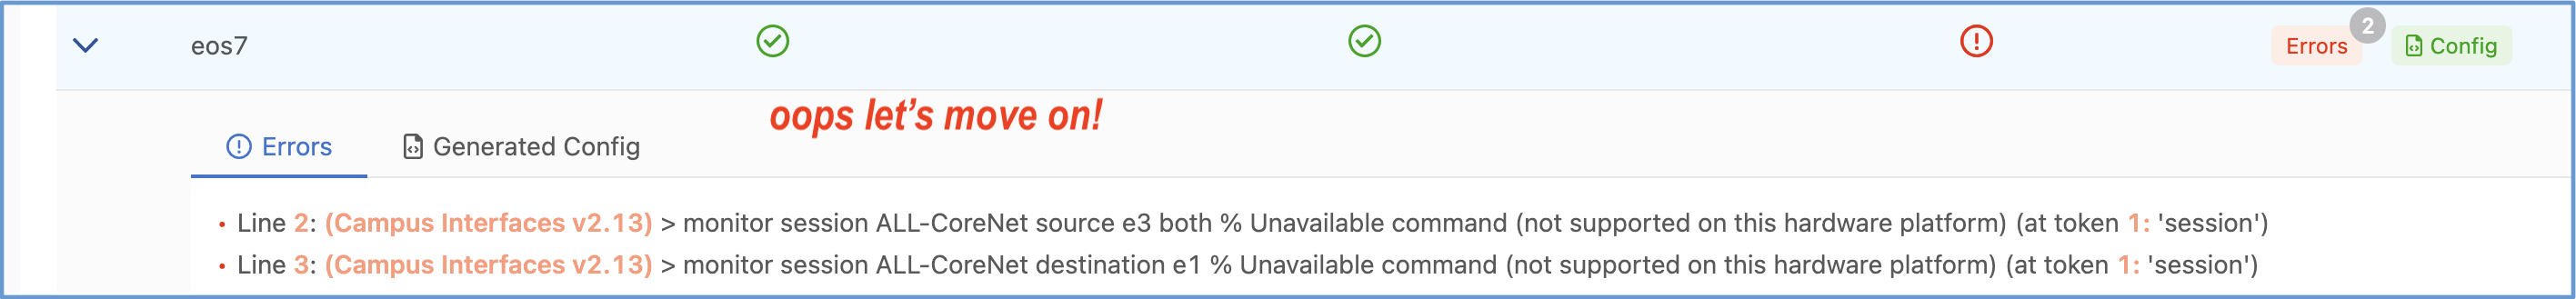 eos7
Errors 2 Config
oops let's move on!
Errors Generated Config
• Line 2: (Campus Interfaces v2.13) > monitor session ALL-CoreNet source e3 both % Unavailable command (not supported on this hardware platform) (at token 1: 'session')
• Line 3: (Campus Interfaces v2.13) > monitor session ALL-CoreNet destination e1 % Unavailable command (not supported on this hardware platform) (at token 1: 'session')